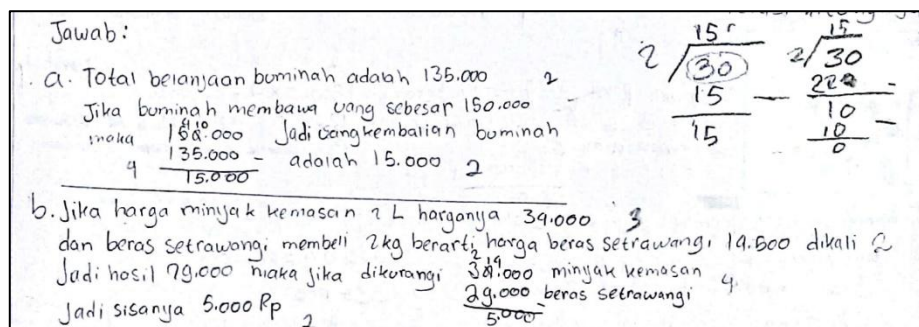 Jawab:
a. Total belanjaan buminah adalah 135.000 2
Jika buminah membawa uang sebesar 150.000
maka 150.000 Jadi uang kembalian buminah
4 135.000 - adalah 15.000 2
15.000
b. Jika harga minyak kemasan 2 L harganya 34.000 3
dan beras setrawangi membeli 2kg berarti harga beras setrawangi 14.500 dikali 2
Jadi hasil 29.000 maka jika dikurangi 34.000 minyak kemasan
29.000 beras setrawangi 4
Jadi sisanya 5.000 Rp 5.000
2
15
2 30
15 -
15
15
2 30
10 -
10 -
0